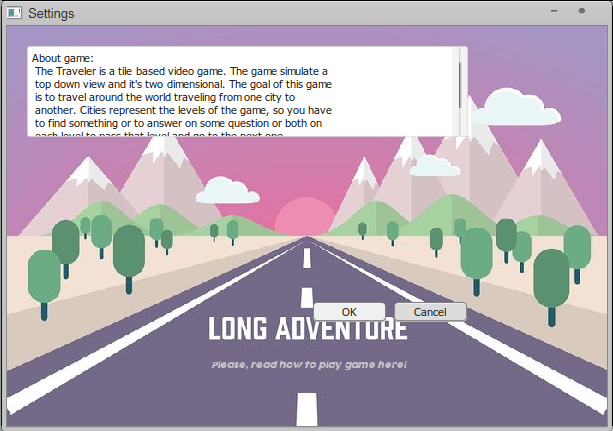 Settings
About game:
The Traveler is a tile based video game. The game simulate a
top down view and it's two dimensional. The goal of this game
is to travel around the world traveling from one city to
another. Cities represent the levels of the game, so you have
to find something or to answer on some question or both on
each level to pass that level and go to the next one.
OK
Cancel
LONG ADVENTURE
Please, read how to play game here!